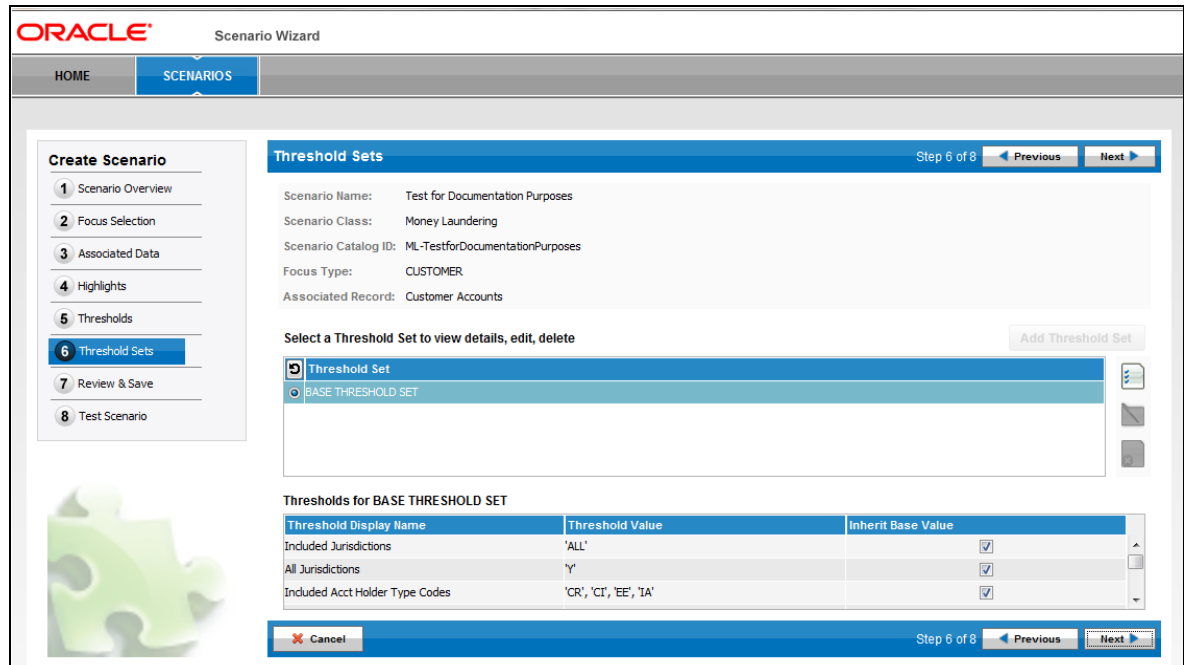 ORACLE
Scenario Wizard
HOME
SCENARIOS
Create Scenario
1 Scenario Overview
2 Focus Selection
3 Associated Data
4 Highlights
5 Thresholds
6 Threshold Sets
7 Review & Save
8 Test Scenario
Threshold Sets
Step 6 of 8 Previous Next
Scenario Name: Test for Documentation Purposes
Scenario Class: Money Laundering
Scenario Catalog ID: ML-TestforDocumentationPurposes
Focus Type: CUSTOMER
Associated Record: Customer Accounts
Select a Threshold Set to view details, edit, delete
Add Threshold Set
Threshold Set
BASE THRESHOLD SET
Thresholds for BASE THRESHOLD SET
Threshold Display Name Threshold Value Inherit Base Value
Included Jurisdictions 'ALL'
All Jurisdictions 'Y'
Included Acct Holder Type Codes 'CR', 'CI', 'EE', 'IA'
Cancel
Step 6 of 8 Previous Next